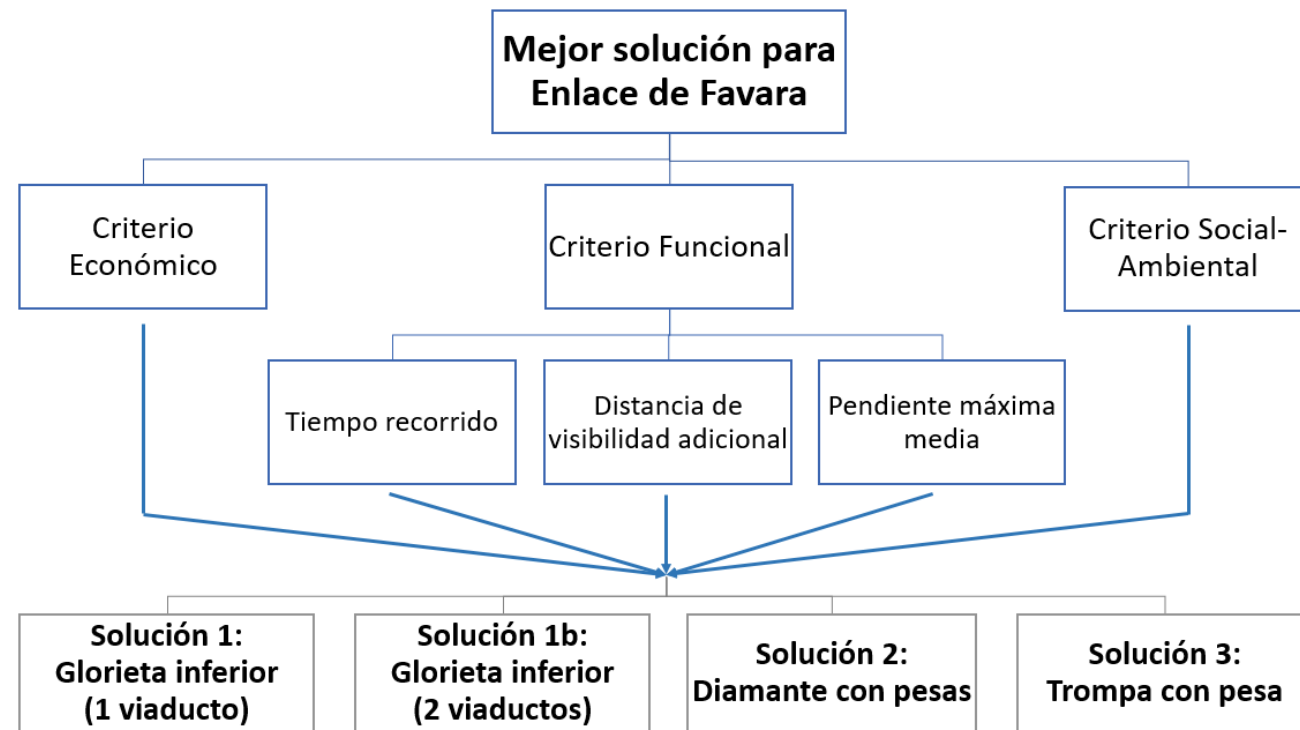 Mejor solución para
Enlace de Favara
Criterio
Económico
Criterio Funcional
Criterio Social-
Ambiental
Tiempo recorrido
Distancia de
visibilidad adicional
Pendiente máxima
media
Solución 1:
Glorieta inferior
(1 viaducto)
Solución 1b:
Glorieta inferior
(2 viaductos)
Solución 2:
Diamante con pesas
Solución 3:
Trompa con pesa